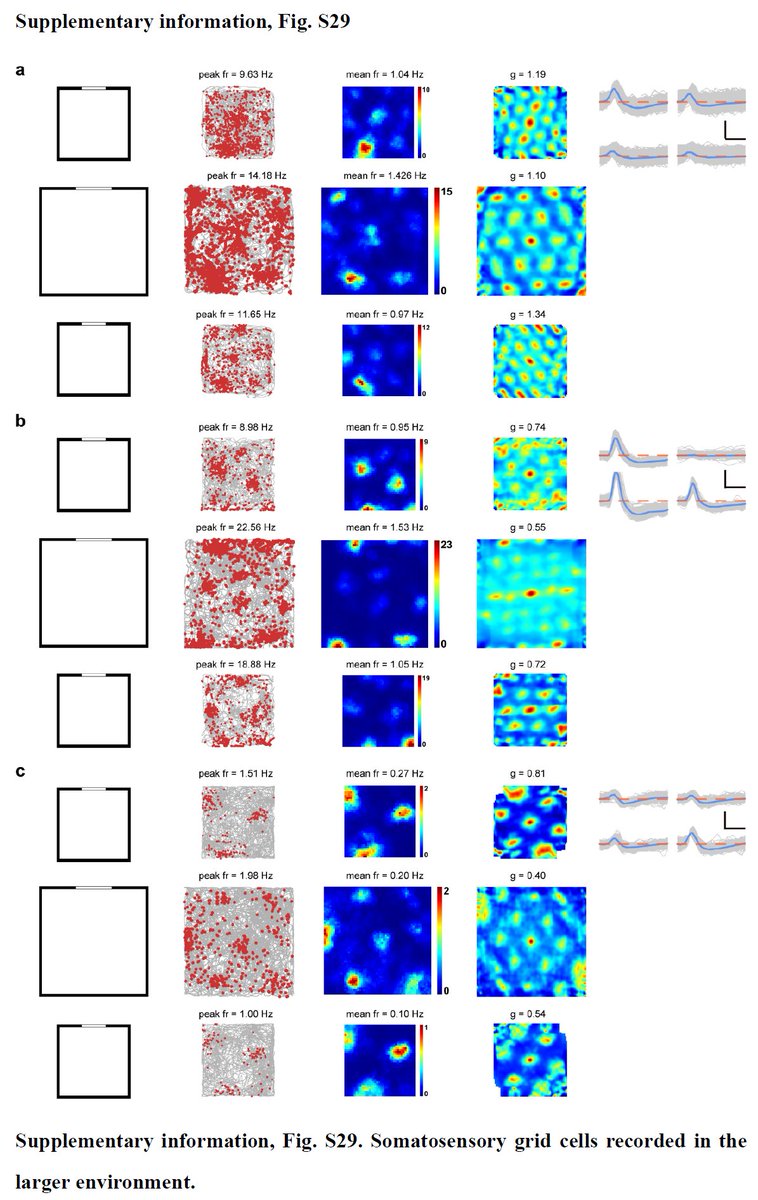 Supplementary information, Fig. S29
a
peak fr = 9.63 Hz mean fr = 1.04 Hz g = 1.19
10
0
peak fr = 14.18 Hz mean fr = 1.426 Hz g = 1.10
15
0
peak fr = 11.65 Hz mean fr = 0.97 Hz g = 1.34
12
0
b
peak fr = 8.98 Hz mean fr = 0.95 Hz g = 0.74
9
0
peak fr = 22.56 Hz mean fr = 1.53 Hz g = 0.55
23
0
peak fr = 18.88 Hz mean fr = 1.05 Hz g = 0.72
19
0
c
peak fr = 1.51 Hz mean fr = 0.27 Hz g = 0.81
2
0
peak fr = 1.98 Hz mean fr = 0.20 Hz g = 0.40
2
0
peak fr = 1.00 Hz mean fr = 0.10 Hz g = 0.54
1
0
Supplementary information, Fig. S29. Somatosensory grid cells recorded in the
larger environment.